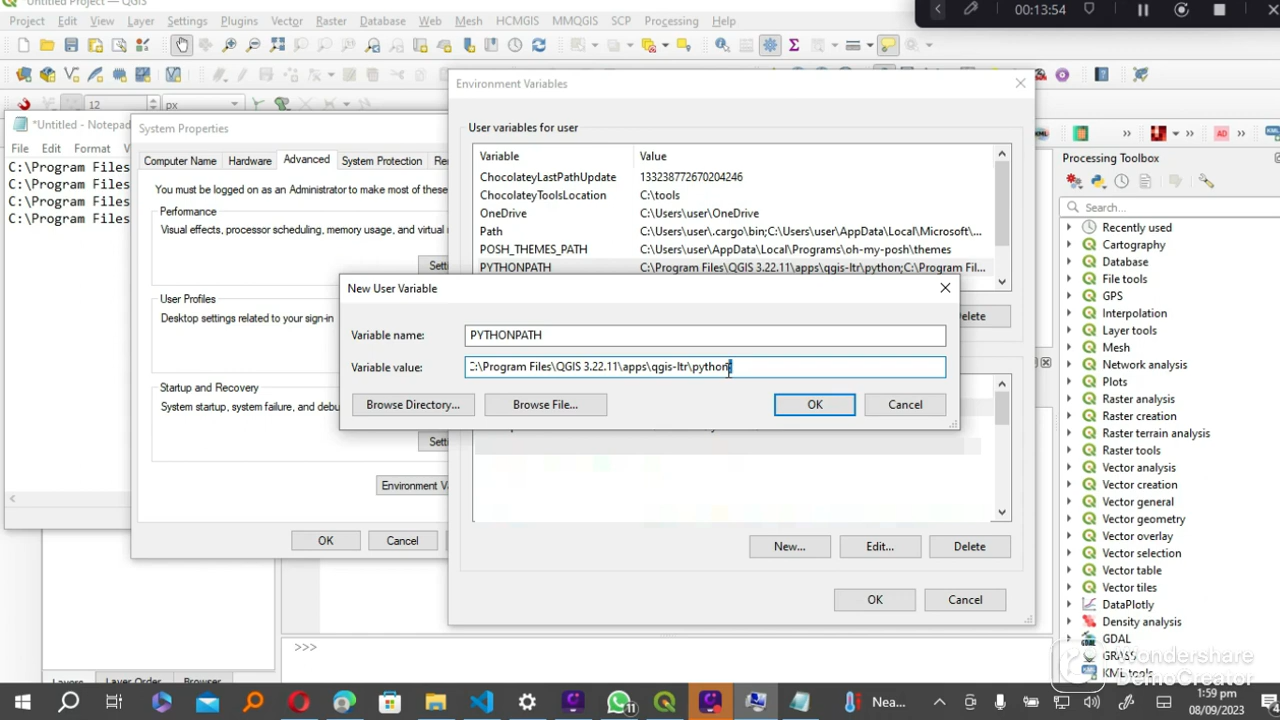 Untitled Project — QGIS
00:13:54
Project Edit View Layer Settings Plugins Vector Raster Database Web Mesh HCMGIS MMQGIS SCP Processing Help
12 px
*Untitled - Notepad
File Edit Format
C:\Program Files
C:\Program Files
C:\Program Files
C:\Program Files
System Properties
Computer Name Hardware Advanced System Protection
You must be logged on as an Administrator to make most of these
Performance
Visual effects, processor scheduling, memory usage, and virtual
User Profiles
Desktop settings related to your sign-in
Startup and Recovery
System startup, system failure, and
OK Cancel
Environment Variables
User variables for user
Variable Value
ChocolateyLastPathUpdate 133238772670204246
ChocolateyToolsLocation C:\tools
OneDrive C:\Users\user\OneDrive
Path C:\Users\user\.cargo\bin;C:\Users\user\AppData\Local\Microsoft\...
POSH_THEMES_PATH C:\Users\user\AppData\Local\Programs\oh-my-posh\themes
PYTHONPATH C:\Program Files\QGIS 3.22.11\apps\qgis-ltr\python;C:\Program Fil...
New User Variable
Variable name: PYTHONPATH
Variable value: C:\Program Files\QGIS 3.22.11\apps\qgis-ltr\python;
Browse Directory... Browse File... OK Cancel
New... Edit... Delete
OK Cancel
>>>
Layers Layer Order Browser
Processing Toolbox
Search...
Recently used
Cartography
Database
File tools
GPS
Interpolation
Layer tools
Mesh
Network analysis
Plots
Raster analysis
Raster creation
Raster terrain analysis
Raster tools
Vector analysis
Vector creation
Vector general
Vector geometry
Vector overlay
Vector selection
Vector table
Vector tiles
DataPlotly
Density analysis
GDAL
GRASS
KML tools
Wondershare
DemoCreator
11
Nea...
1:59 pm
08/09/2023